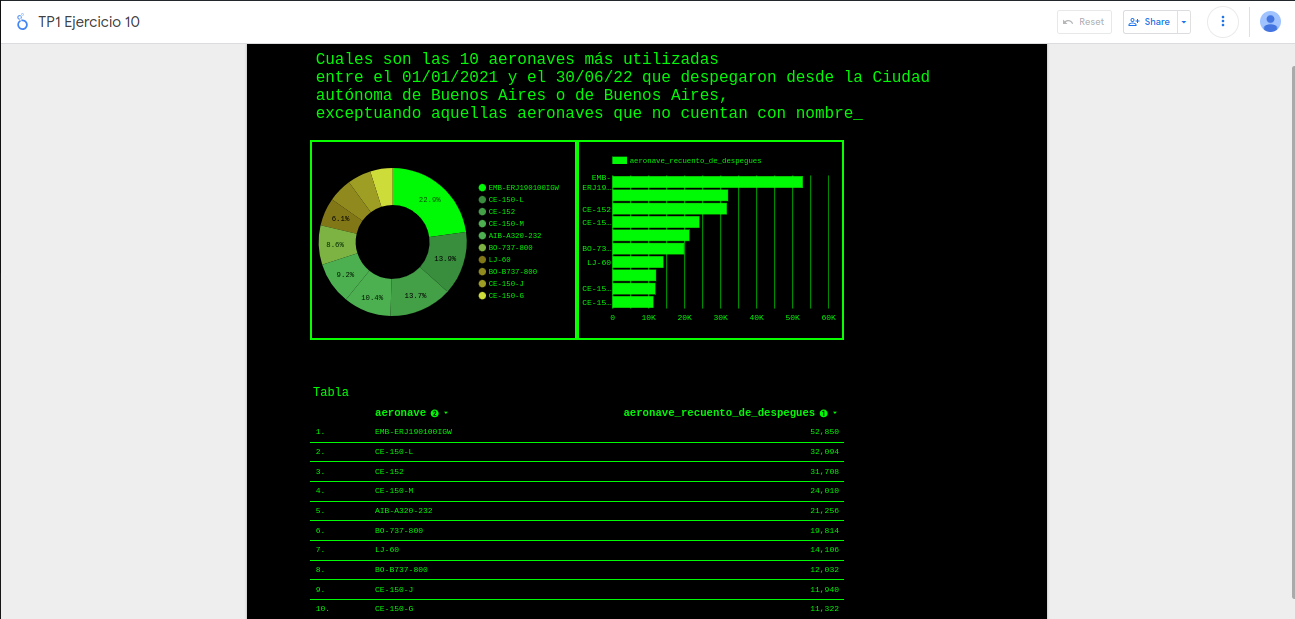 TP1 Ejercicio 10
Reset
Share
Cuales son las 10 aeronaves más utilizadas
entre el 01/01/2021 y el 30/06/22 que despegaron desde la Ciudad
autónoma de Buenos Aires o de Buenos Aires,
exceptuando aquellas aeronaves que no cuentan con nombre_
22.9%
13.9%
13.7%
10.4%
9.2%
8.6%
6.1%
EMB-ERJ190100IGW
CE-150-L
CE-152
CE-150-M
AIB-A320-232
BO-737-800
LJ-60
BO-B737-800
CE-150-J
CE-150-G
aeronave_recuento_de_despegues
EMB-
ERJ19…
CE-152
CE-15…
BO-73…
LJ-60
CE-15…
CE-15…
0 10K 20K 30K 40K 50K 60K
Tabla
aeronave 2 aeronave_recuento_de_despegues 1
1. EMB-ERJ190100IGW 52,850
2. CE-150-L 32,094
3. CE-152 31,708
4. CE-150-M 24,010
5. AIB-A320-232 21,256
6. BO-737-800 19,814
7. LJ-60 14,106
8. BO-B737-800 12,032
9. CE-150-J 11,940
10. CE-150-G 11,322